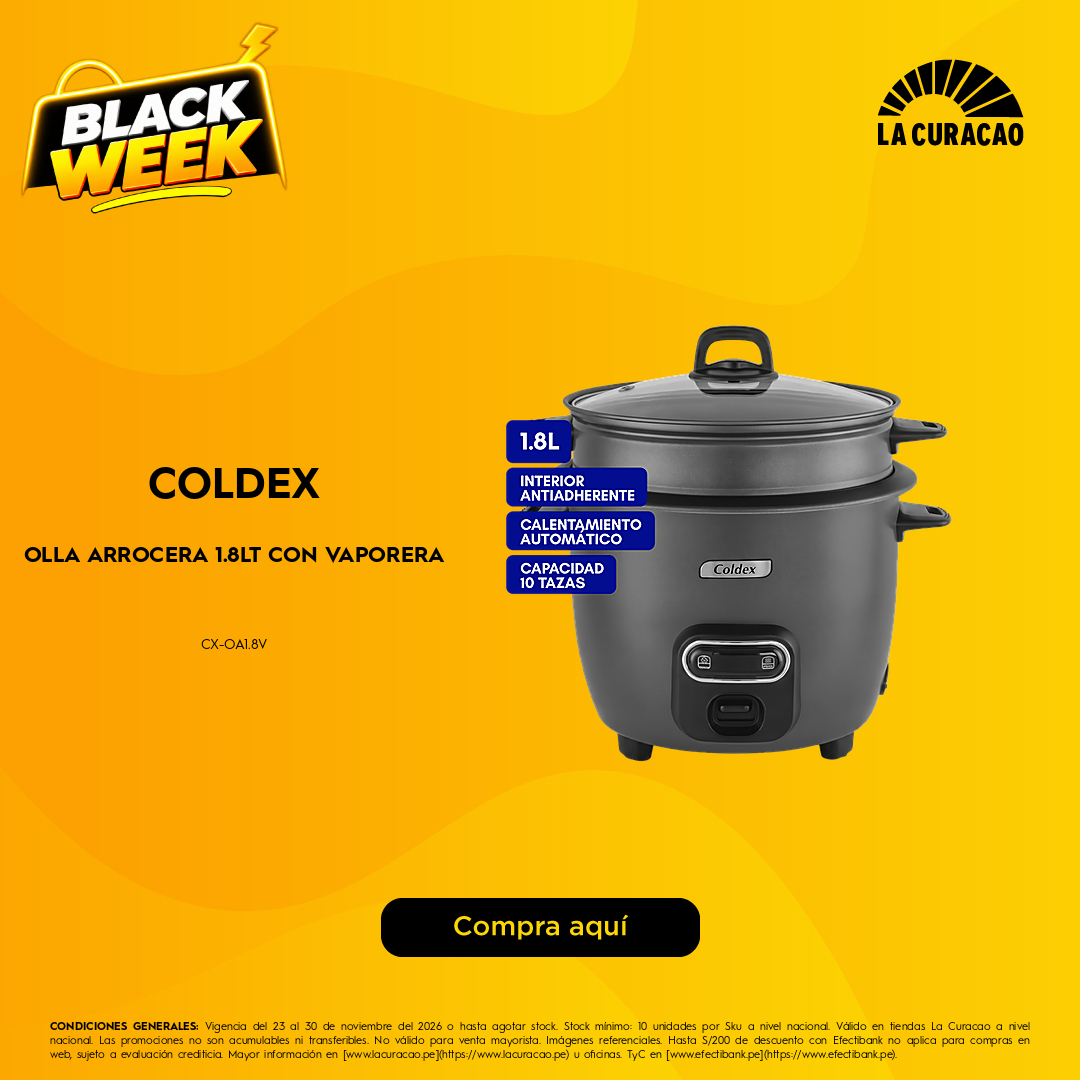 BLACK
WEEK
LA CURACAO
1.8L
COLDEX
INTERIOR
ANTIADHERENTE
CALENTAMIENTO
AUTOMÁTICO
OLLA ARROCERA 1.8LT CON VAPORERA
CAPACIDAD
10 TAZAS
Coldex
CX-OA1.8V
Compra aquí
CONDICIONES GENERALES: Vigencia del 23 al 30 de noviembre del 2026 o hasta agotar stock. Stock mínimo: 10 unidades por Sku a nivel nacional. Válido en tiendas La Curacao a nivel
nacional. Las promociones no son acumulables ni transferibles. No válido para venta mayorista. Imágenes referenciales. Hasta S/200 de descuento con Efectibank no aplica para compras en
web, sujeto a evaluación crediticia. Mayor información en [www.lacuracao.pe](https://www.lacuracao.pe) u oficinas. TyC en [www.efectibank.pe](https://www.efectibank.pe).